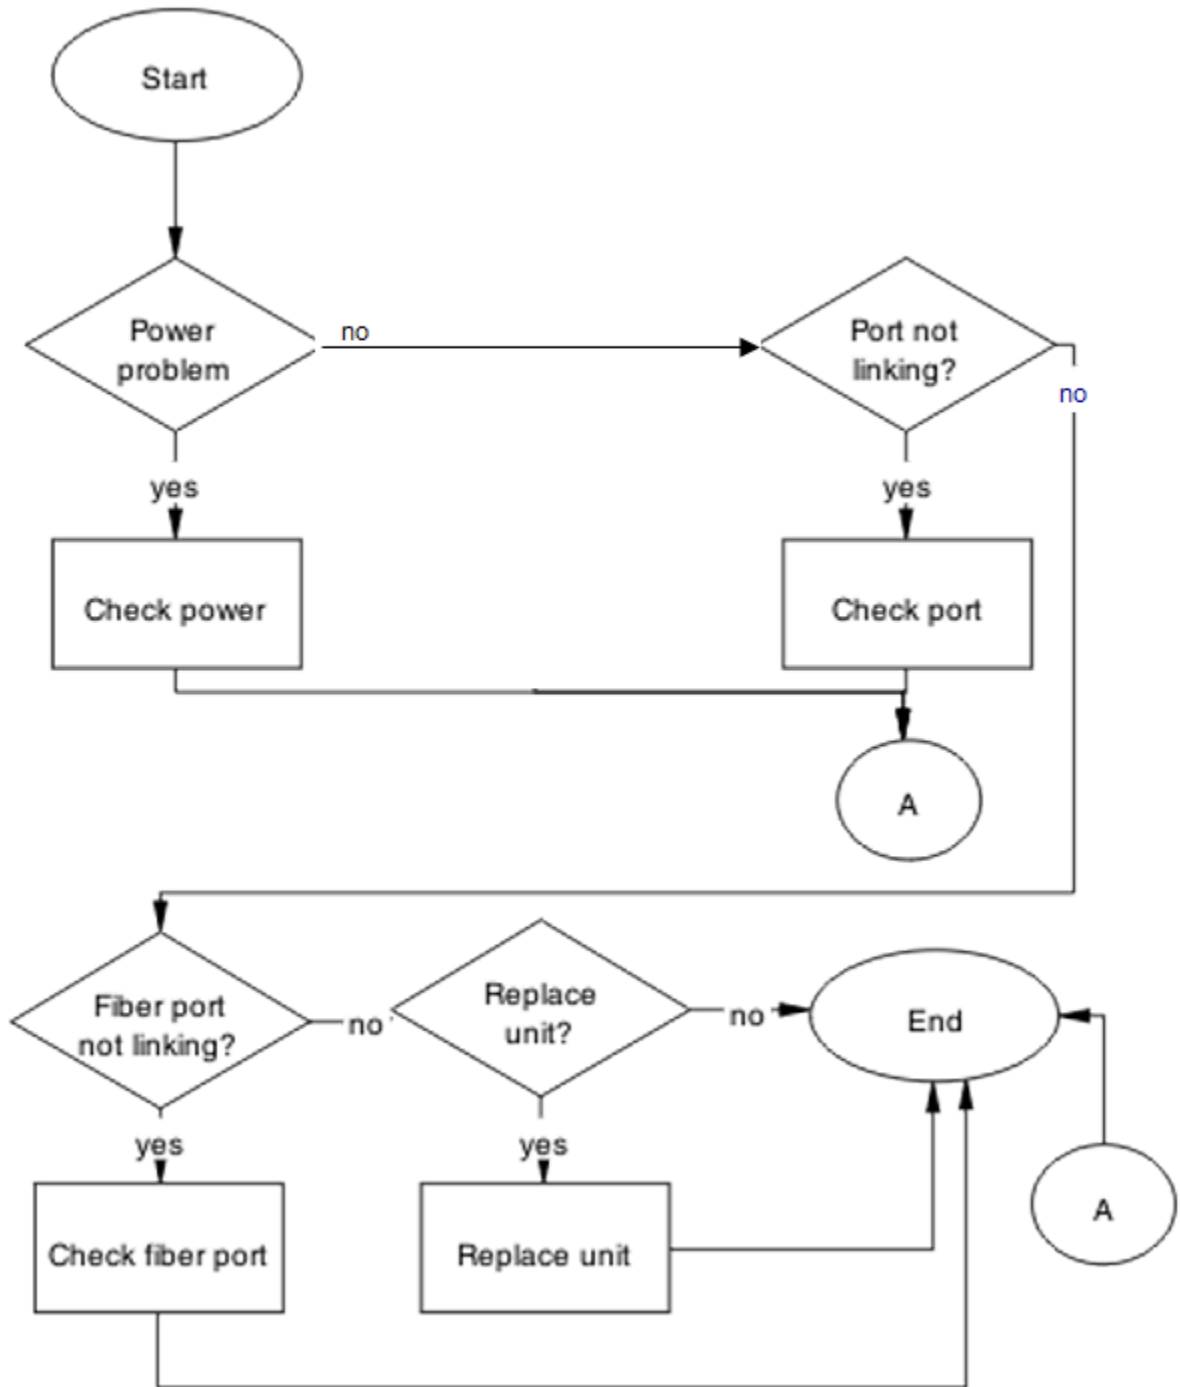 Start
Power
problem
no
Port not
linking?
no
yes
yes
Check power
Check port
A
Fiber port
not linking?
no
Replace
unit?
no
End
yes
yes
A
Check fiber port
Replace unit